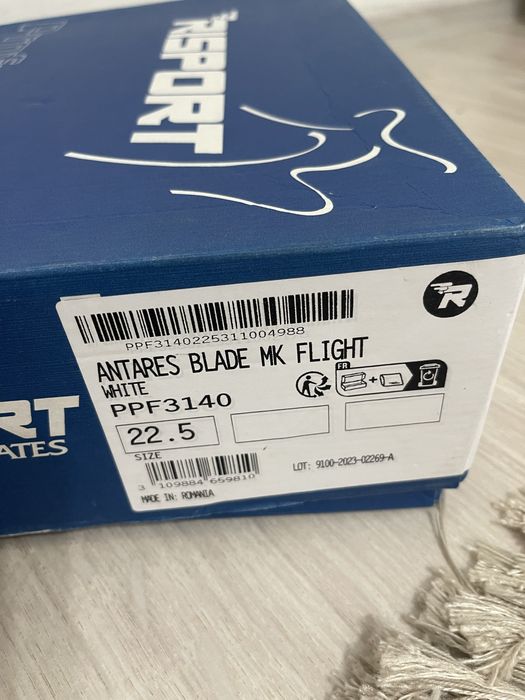 RISPORT
PPF3140225311004988
ANTARES BLADE MK FLIGHT
WHITE
PPF3140
FR
22.5
SIZE
3 109884 659810
LOT: 9100-2023-02269-A
MADE IN: ROMANIA
R